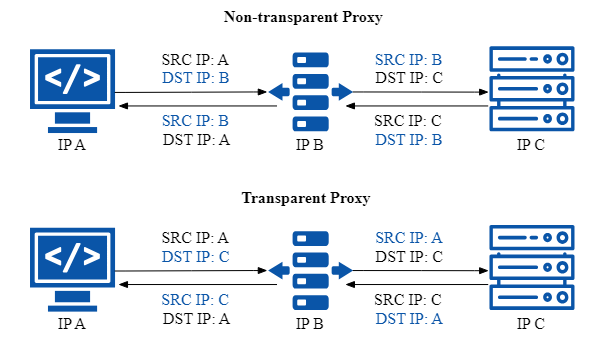 Non-transparent Proxy
SRC IP: A
DST IP: B
SRC IP: B
DST IP: C
</>
SRC IP: B
DST IP: A
SRC IP: C
DST IP: B
IP A
IP B
IP C
Transparent Proxy
SRC IP: A
DST IP: C
SRC IP: A
DST IP: C
</>
SRC IP: C
DST IP: A
SRC IP: C
DST IP: A
IP A
IP B
IP C